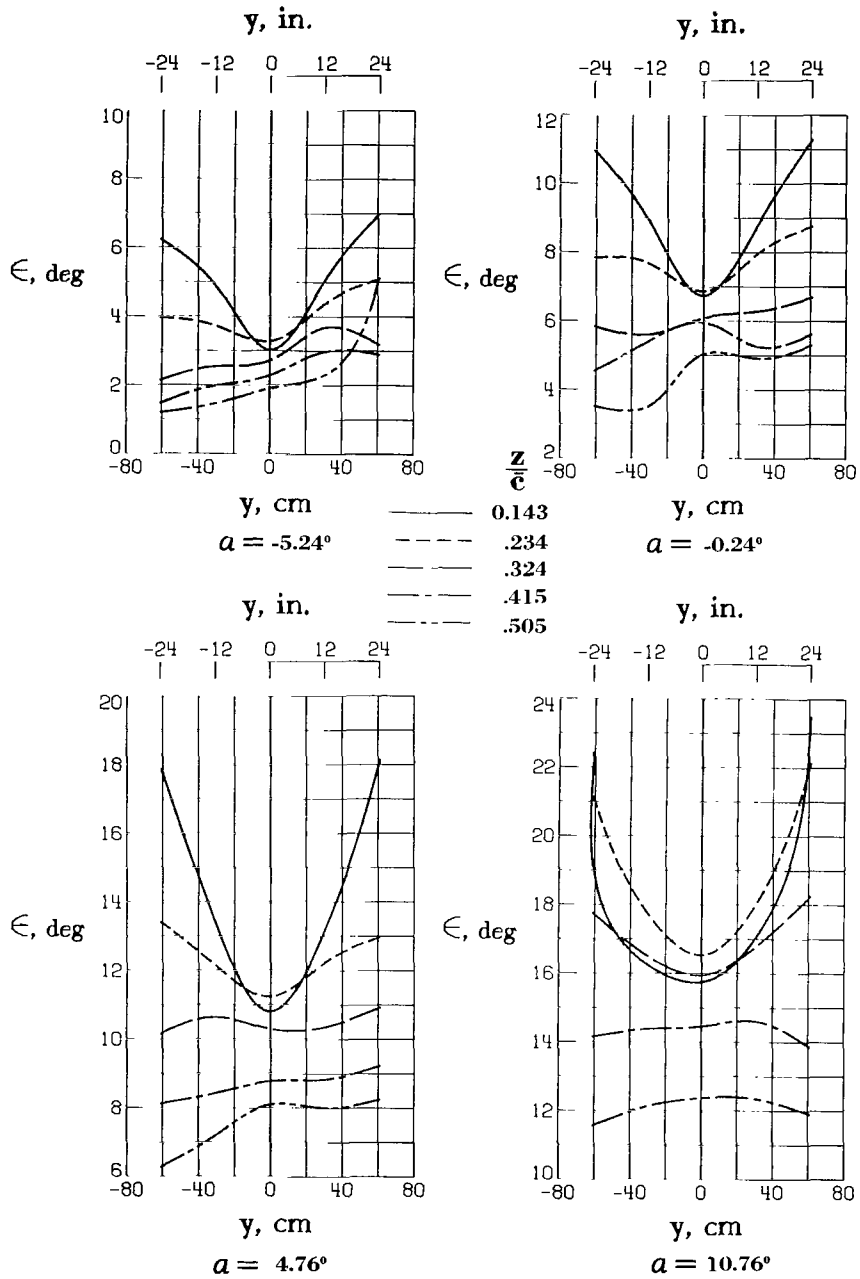 y, in.
-24 -12 0 12 24
10
8
6
4
2
0
∈, deg
-80 -40 0 40 80
y, cm
a = -5.24°
y, in.
-24 -12 0 12 24
12
10
8
6
4
2
∈, deg
-80 -40 0 40 80
y, cm
a = -0.24°
z/c̄
0.143
.234
.324
.415
.505
y, in.
-24 -12 0 12 24
20
18
16
14
12
10
8
6
∈, deg
-80 -40 0 40 80
y, cm
a = 4.76°
y, in.
-24 -12 0 12 24
24
22
20
18
16
14
12
10
∈, deg
-80 -40 0 40 80
y, cm
a = 10.76°